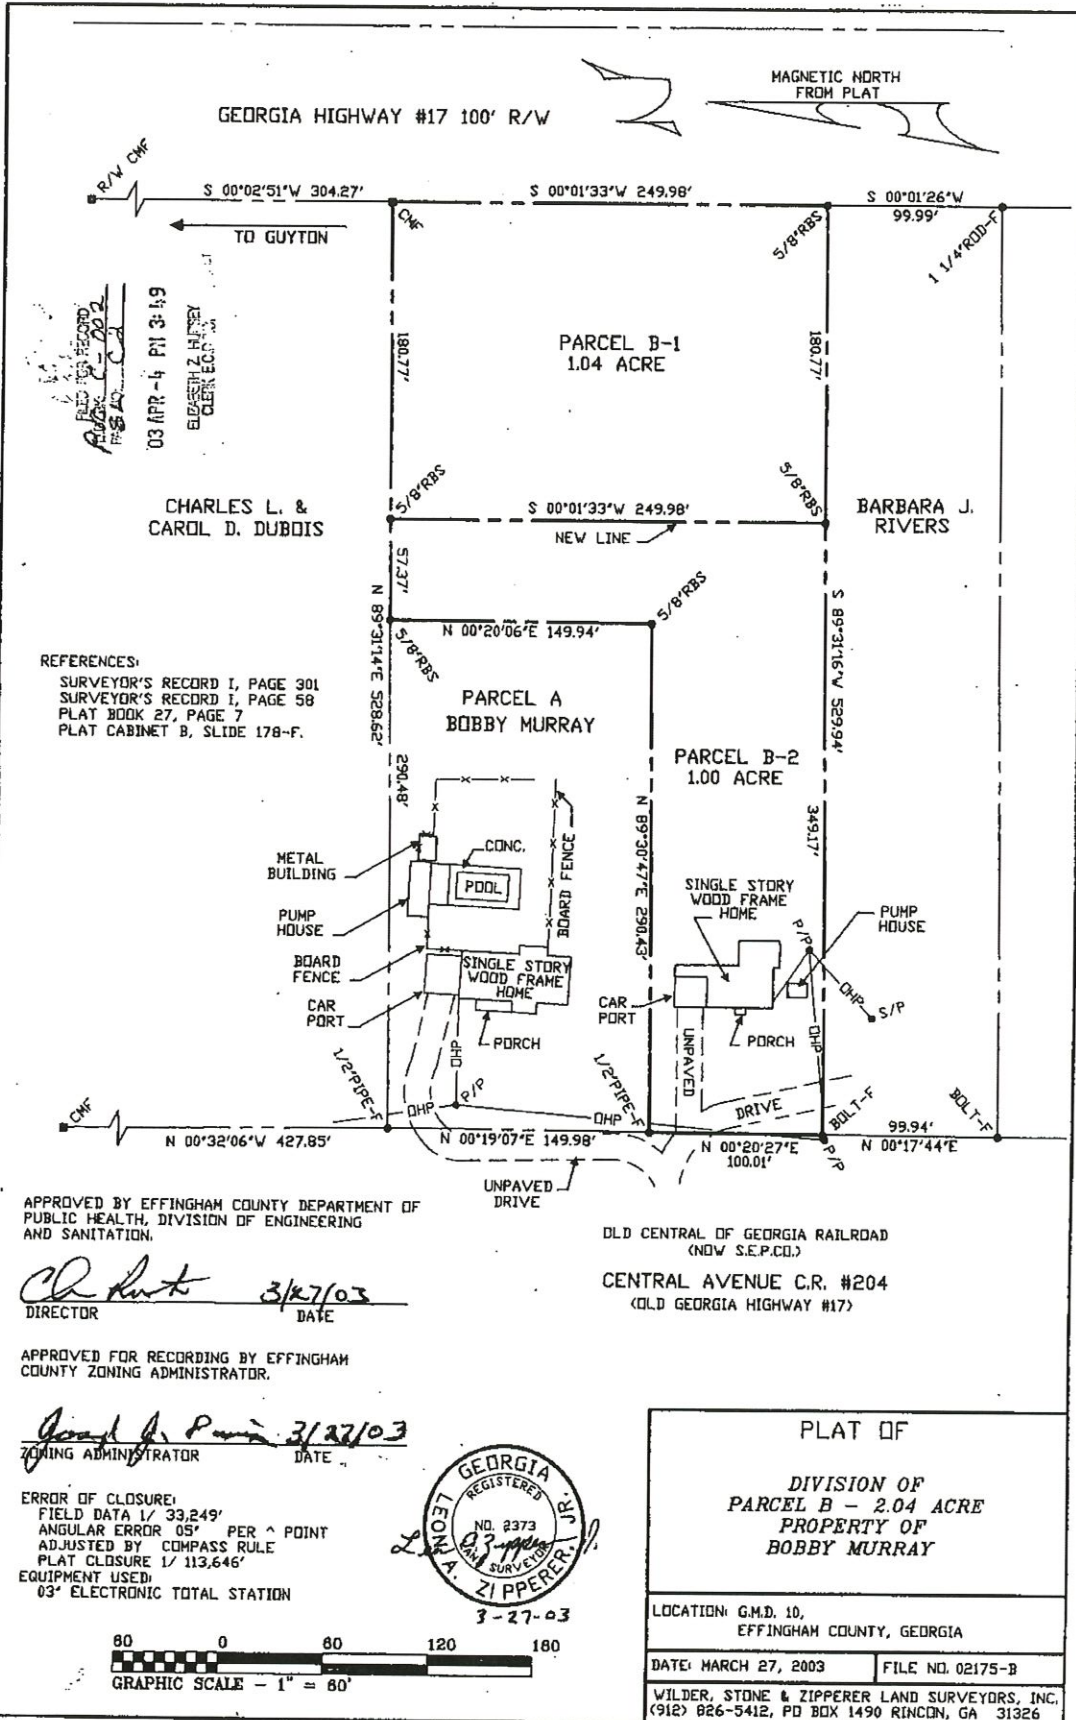 MAGNETIC NORTH
FROM PLAT
GEORGIA HIGHWAY #17 100' R/W
R/W CMF
S 00°02'51"W 304.27'
S 00°01'33"W 249.98'
S 00°01'26"W
99.99'
CMF
5/8"RBS
1 1/4"ROD-F
TO GUYTON
FILED FOR RECORD
'03 APR -4 PM 3:49
180.77'
PARCEL B-1
1.04 ACRE
180.77'
5/8"RBS
5/8"RBS
CHARLES L. &
CAROL D. DUBOIS
S 00°01'33"W 249.98'
NEW LINE
BARBARA J.
RIVERS
57.37'
5/8"RBS
N 00°20'06"E 149.94'
5/8"RBS
N 89°31'14"E 528.62'
S 89°31'16"W 529.94'
REFERENCES:
SURVEYOR'S RECORD I, PAGE 301
SURVEYOR'S RECORD I, PAGE 58
PLAT BOOK 27, PAGE 7
PLAT CABINET B, SLIDE 178-F.
PARCEL A
BOBBY MURRAY
PARCEL B-2
1.00 ACRE
290.48'
N 89°30'47"E 290.43'
349.17'
METAL
BUILDING
CONC.
POOL
BOARD FENCE
PUMP
HOUSE
BOARD
FENCE
SINGLE STORY
WOOD FRAME
HOME
CAR
PORT
PORCH
SINGLE STORY
WOOD FRAME
HOME
P/P
PUMP
HOUSE
CAR
PORT
PORCH
OHP
S/P
OHP
UNPAVED
DRIVE
1/2"PIPE-F
OHP
P/P
OHP
OHP
1/2"PIPE-F
BOLT-F
BOLT-F
CMF
N 00°32'06"W 427.85'
N 00°19'07"E 149.98'
N 00°20'27"E
100.01'
P/P
99.94'
N 00°17'44"E
UNPAVED
DRIVE
APPROVED BY EFFINGHAM COUNTY DEPARTMENT OF
PUBLIC HEALTH, DIVISION OF ENGINEERING
AND SANITATION.
3/27/03
DIRECTOR DATE
OLD CENTRAL OF GEORGIA RAILROAD
(NOW S.E.P.CO.)
CENTRAL AVENUE C.R. #204
(OLD GEORGIA HIGHWAY #17)
APPROVED FOR RECORDING BY EFFINGHAM
COUNTY ZONING ADMINISTRATOR.
3/27/03
ZONING ADMINISTRATOR DATE
ERROR OF CLOSURE:
FIELD DATA 1/ 33,249'
ANGULAR ERROR 05" PER ^ POINT
ADJUSTED BY COMPASS RULE
PLAT CLOSURE 1/ 113,646'
EQUIPMENT USED:
03" ELECTRONIC TOTAL STATION
GEORGIA
REGISTERED
NO. 2373
LAND SURVEYOR
LEON A. ZIPPERER, JR.
3-27-03
60 0 60 120 180
GRAPHIC SCALE - 1" = 60'
PLAT OF
DIVISION OF
PARCEL B - 2.04 ACRE
PROPERTY OF
BOBBY MURRAY
LOCATION: G.M.D. 10,
EFFINGHAM COUNTY, GEORGIA
DATE: MARCH 27, 2003 FILE NO. 02175-B
WILDER, STONE & ZIPPERER LAND SURVEYORS, INC.
(912) 826-5412, PO BOX 1490 RINCON, GA 31326